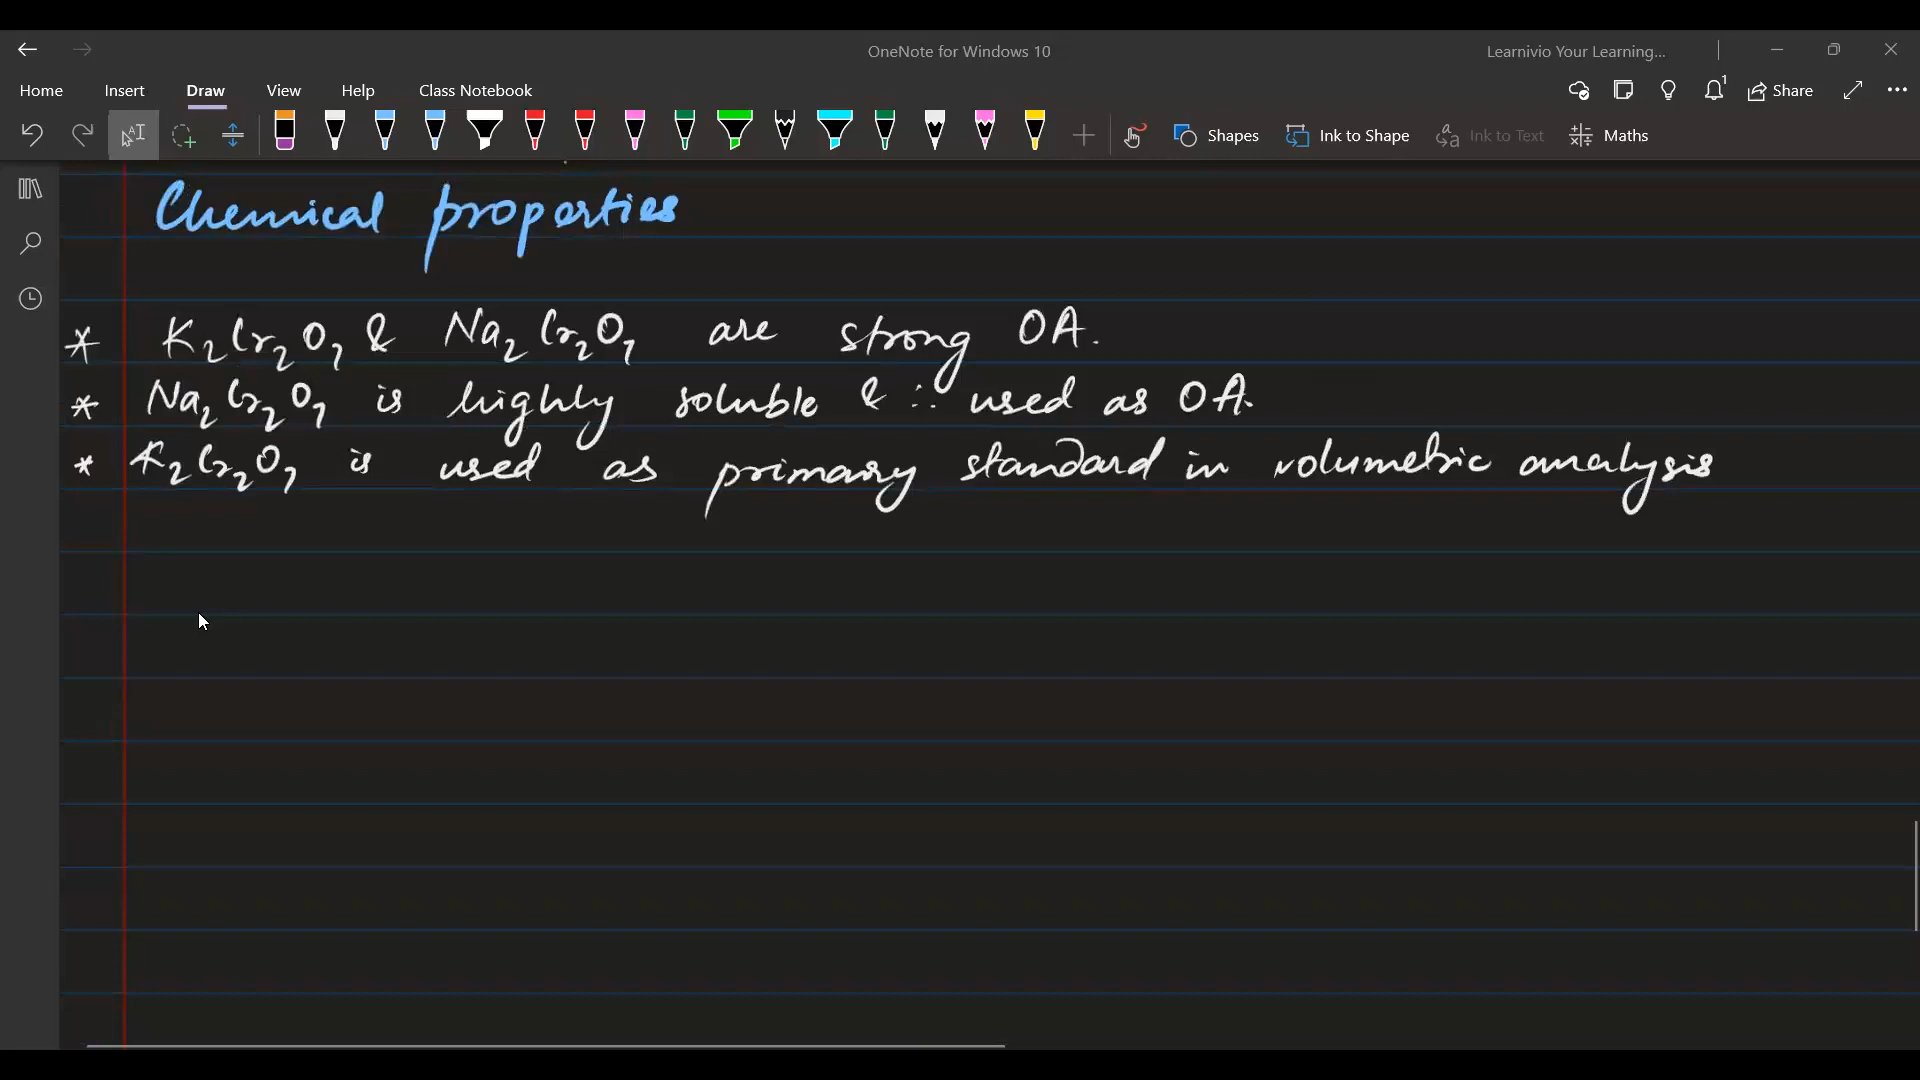 OneNote for Windows 10
Learnivio Your Learning...
Home Insert Draw View Help Class Notebook
1
Share
Shapes Ink to Shape Ink to Text Maths
Chemical properties
* K₂Cr₂O₇ & Na₂Cr₂O₇ are strong OA.
* Na₂Cr₂O₇ is highly soluble & ∴ used as OA.
* K₂Cr₂O₇ is used as primary standard in volumetric analysis